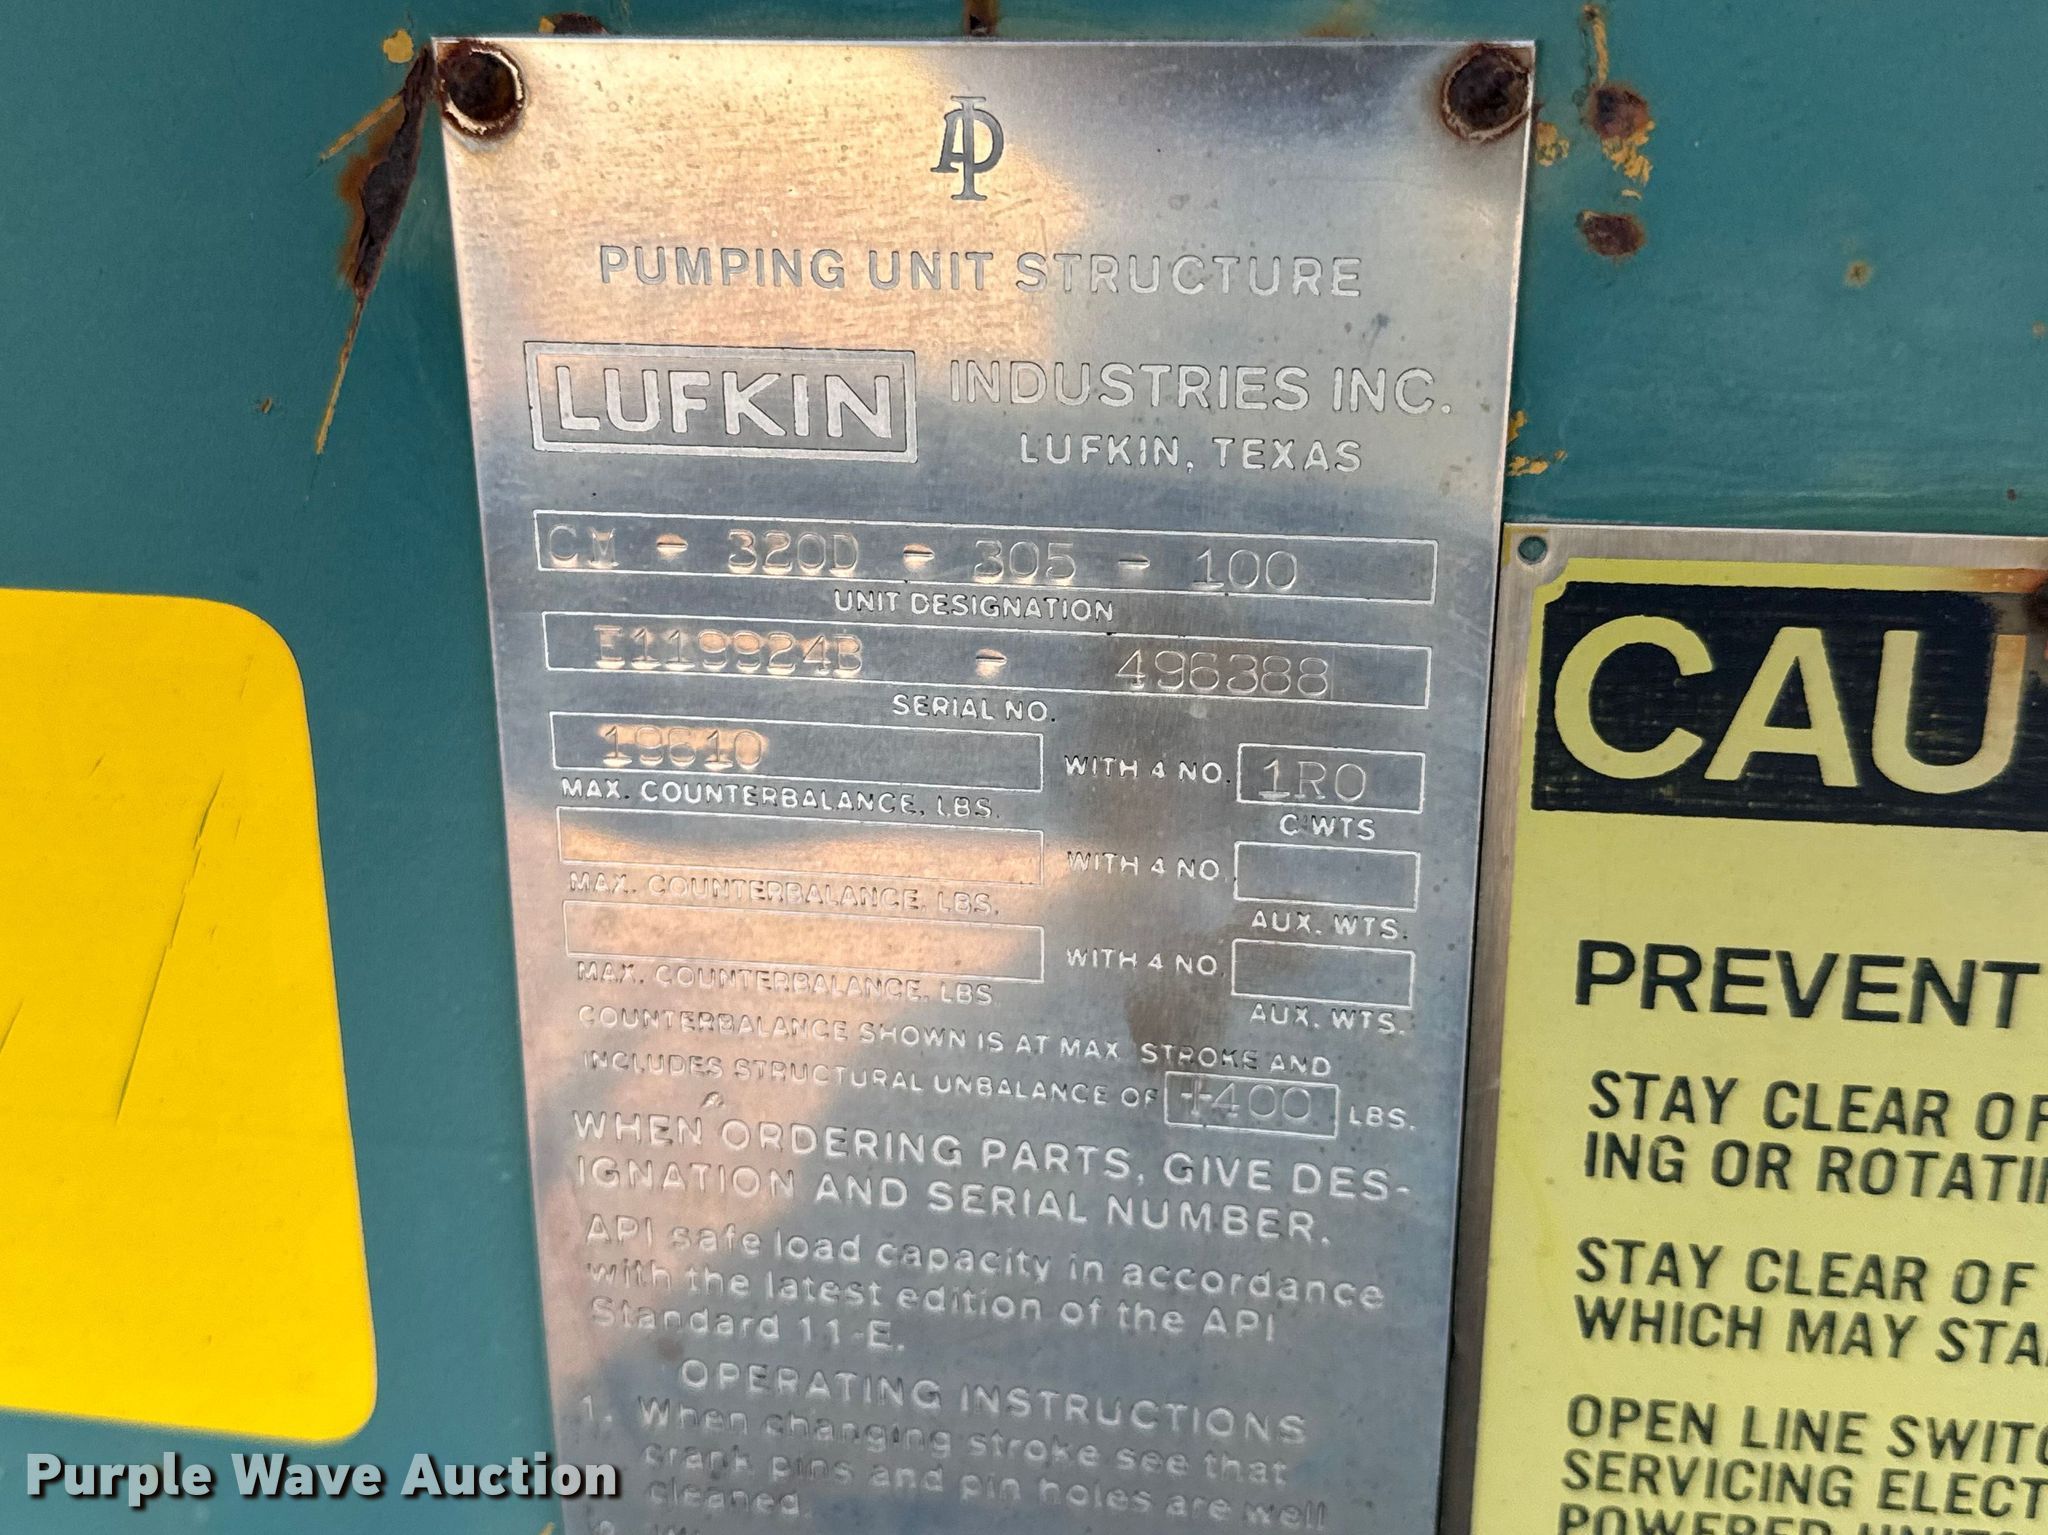 API
PUMPING UNIT STRUCTURE
LUFKIN INDUSTRIES INC.
LUFKIN, TEXAS
CM - 320D - 305 - 100
UNIT DESIGNATION
E119924B - 496388
SERIAL NO.
19610 WITH 4 NO. 1RO
MAX. COUNTERBALANCE, LBS. C'WTS
WITH 4 NO.
MAX. COUNTERBALANCE, LBS. AUX. WTS.
WITH 4 NO.
MAX. COUNTERBALANCE, LBS. AUX. WTS.
COUNTERBALANCE SHOWN IS AT MAX. STROKE AND
INCLUDES STRUCTURAL UNBALANCE OF +400 LBS.
WHEN ORDERING PARTS, GIVE DES-
IGNATION AND SERIAL NUMBER.
API safe load capacity in accordance
with the latest edition of the API
Standard 11-E.
OPERATING INSTRUCTIONS
1. When changing stroke see that
crank pins and pin holes are well
cleaned.
CAU
PREVENT
STAY CLEAR OF
ING OR ROTATI
STAY CLEAR OF
WHICH MAY STA
OPEN LINE SWITC
SERVICING ELECT
POWERED UNI
Purple Wave Auction